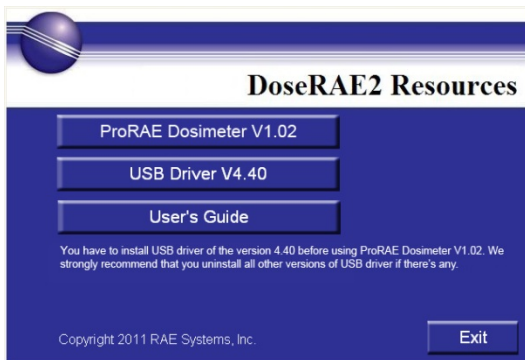 DoseRAE2 Resources
ProRAE Dosimeter V1.02
USB Driver V4.40
User's Guide
You have to install USB driver of the version 4.40 before using ProRAE Dosimeter V1.02. We
strongly recommend that you uninstall all other versions of USB driver if there's any.
Copyright 2011 RAE Systems, Inc.
Exit